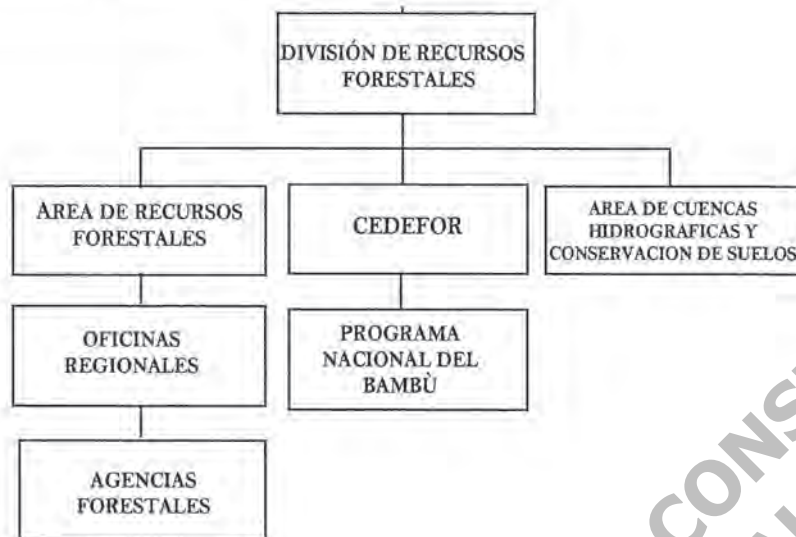 DIVISIÓN DE RECURSOS
FORESTALES
AREA DE RECURSOS
FORESTALES
CEDEFOR
AREA DE CUENCAS
HIDROGRAFICAS Y
CONSERVACION DE SUELOS
OFICINAS
REGIONALES
PROGRAMA
NACIONAL DEL
BAMBÙ
AGENCIAS
FORESTALES